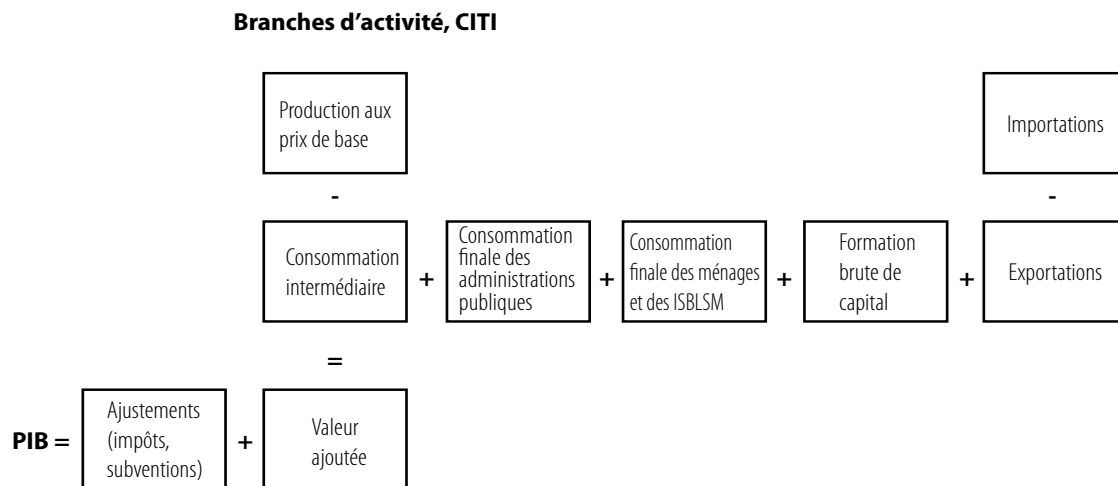 Branches d’activité, CITI
Production aux
prix de base
Importations
-
-
Consommation
intermédiaire
+
Consommation
finale des
administrations
publiques
+
Consommation
finale des ménages
et des ISBLSM
+
Formation
brute de
capital
+
Exportations
=
PIB =
Ajustements
(impôts,
subventions)
+
Valeur
ajoutée